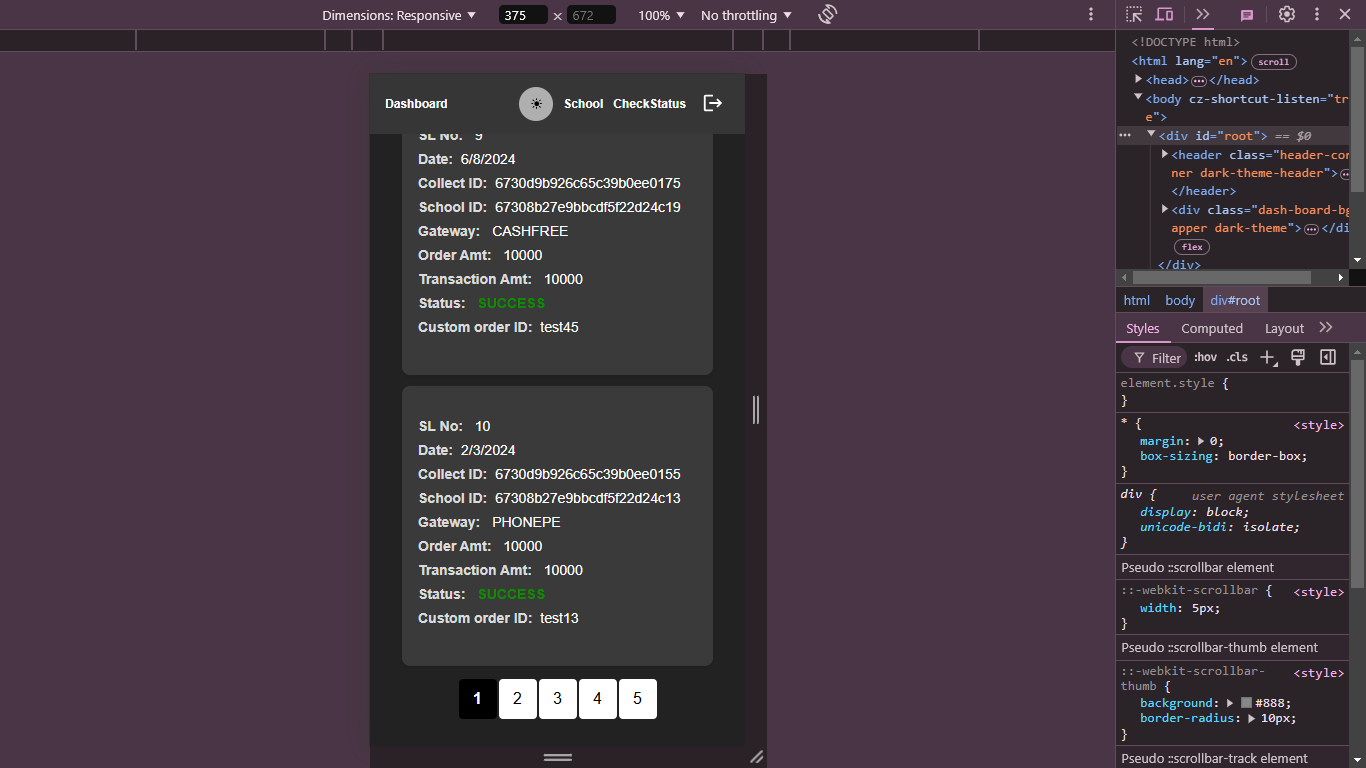 Dimensions: Responsive 375 x 672 100% No throttling
Dashboard School CheckStatus
SL No: 9
Date: 6/8/2024
Collect ID: 6730d9b926c65c39b0ee0175
School ID: 67308b27e9bbcdf5f22d24c19
Gateway: CASHFREE
Order Amt: 10000
Transaction Amt: 10000
Status: SUCCESS
Custom order ID: test45
SL No: 10
Date: 2/3/2024
Collect ID: 6730d9b926c65c39b0ee0155
School ID: 67308b27e9bbcdf5f22d24c13
Gateway: PHONEPE
Order Amt: 10000
Transaction Amt: 10000
Status: SUCCESS
Custom order ID: test13
1 2 3 4 5
<!DOCTYPE html>
<html lang="en"> scroll
<head> </head>
<body cz-shortcut-listen="tr
e">
<div id="root"> == $0
<header class="header-cor
ner dark-theme-header">
</header>
<div class="dash-board-bg
apper dark-theme"> </di
flex
</div>
html body div#root
Styles Computed Layout
Filter :hov .cls
element.style {
}
* { <style>
margin: 0;
box-sizing: border-box;
}
div { user agent stylesheet
display: block;
unicode-bidi: isolate;
}
Pseudo ::scrollbar element
::-webkit-scrollbar { <style>
width: 5px;
}
Pseudo ::scrollbar-thumb element
::-webkit-scrollbar- <style>
thumb {
background: #888;
border-radius: 10px;
}
Pseudo ::scrollbar-track element